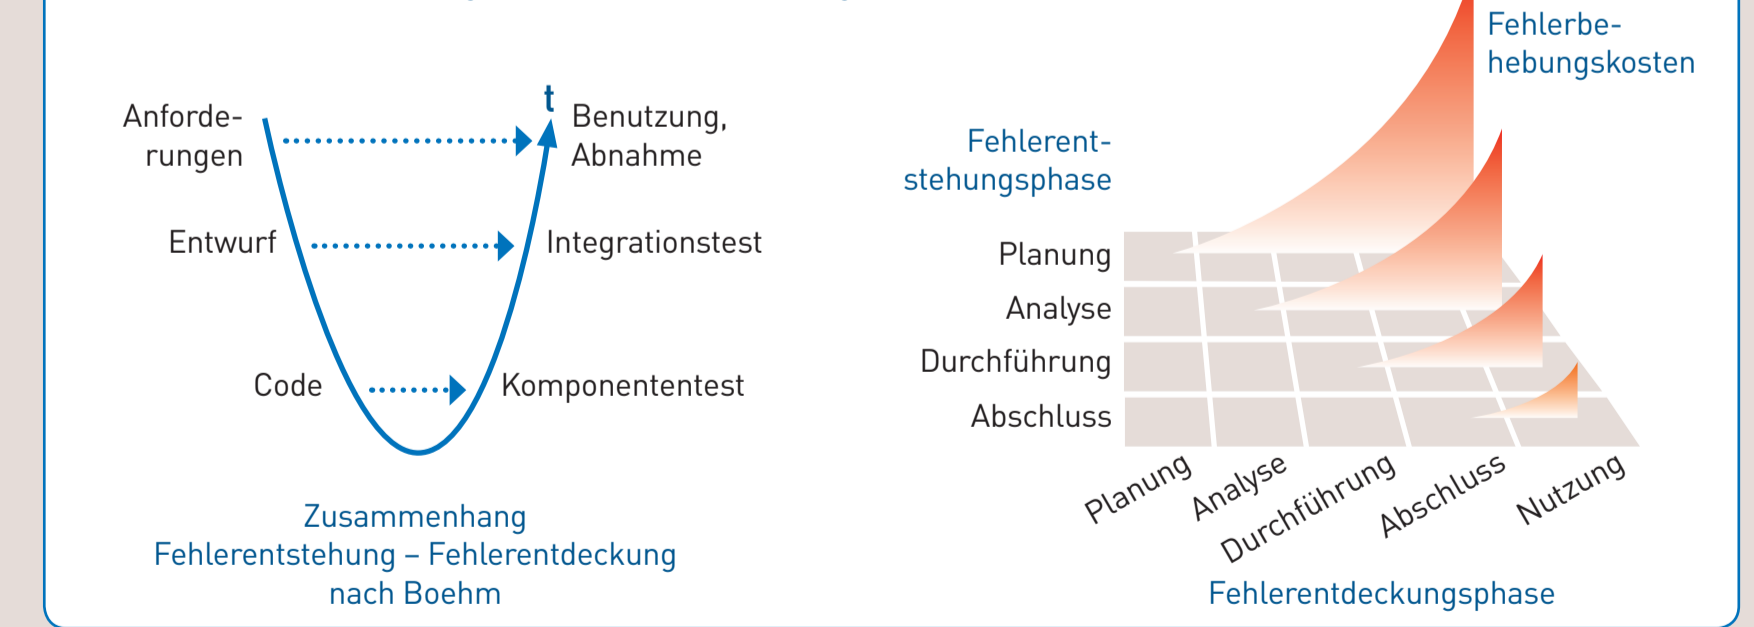 Anforde-
rungen
t
Benutzung,
Abnahme
Entwurf
Integrationstest
Code
Komponententest
Zusammenhang
Fehlerentstehung – Fehlerentdeckung
nach Boehm
Fehlerbe-
hebungskosten
Fehlerent-
stehungsphase
Planung
Analyse
Durchführung
Abschluss
Planung
Analyse
Durchführung
Abschluss
Nutzung
Fehlerentdeckungsphase